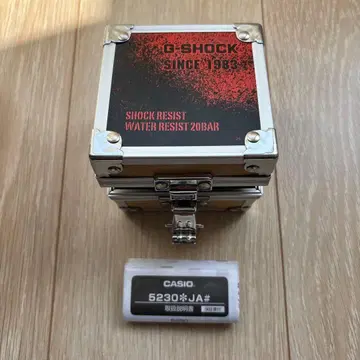 G-SHOCK
SINCE 1983
SHOCK RESIST
WATER RESIST 20BAR
CASIO
5230✻JA#
取扱説明書